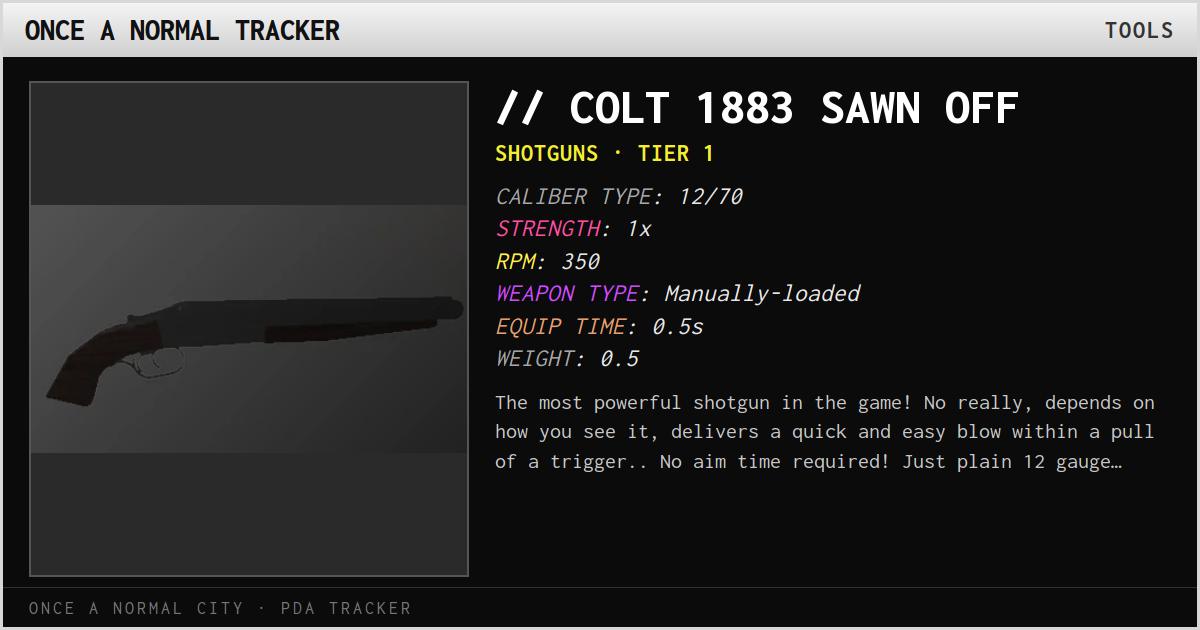 ONCE A NORMAL TRACKER
TOOLS
// COLT 1883 SAWN OFF
SHOTGUNS · TIER 1
CALIBER TYPE: 12/70
STRENGTH: 1x
RPM: 350
WEAPON TYPE: Manually-loaded
EQUIP TIME: 0.5s
WEIGHT: 0.5
The most powerful shotgun in the game! No really, depends on
how you see it, delivers a quick and easy blow within a pull
of a trigger.. No aim time required! Just plain 12 gauge…
ONCE A NORMAL CITY · PDA TRACKER